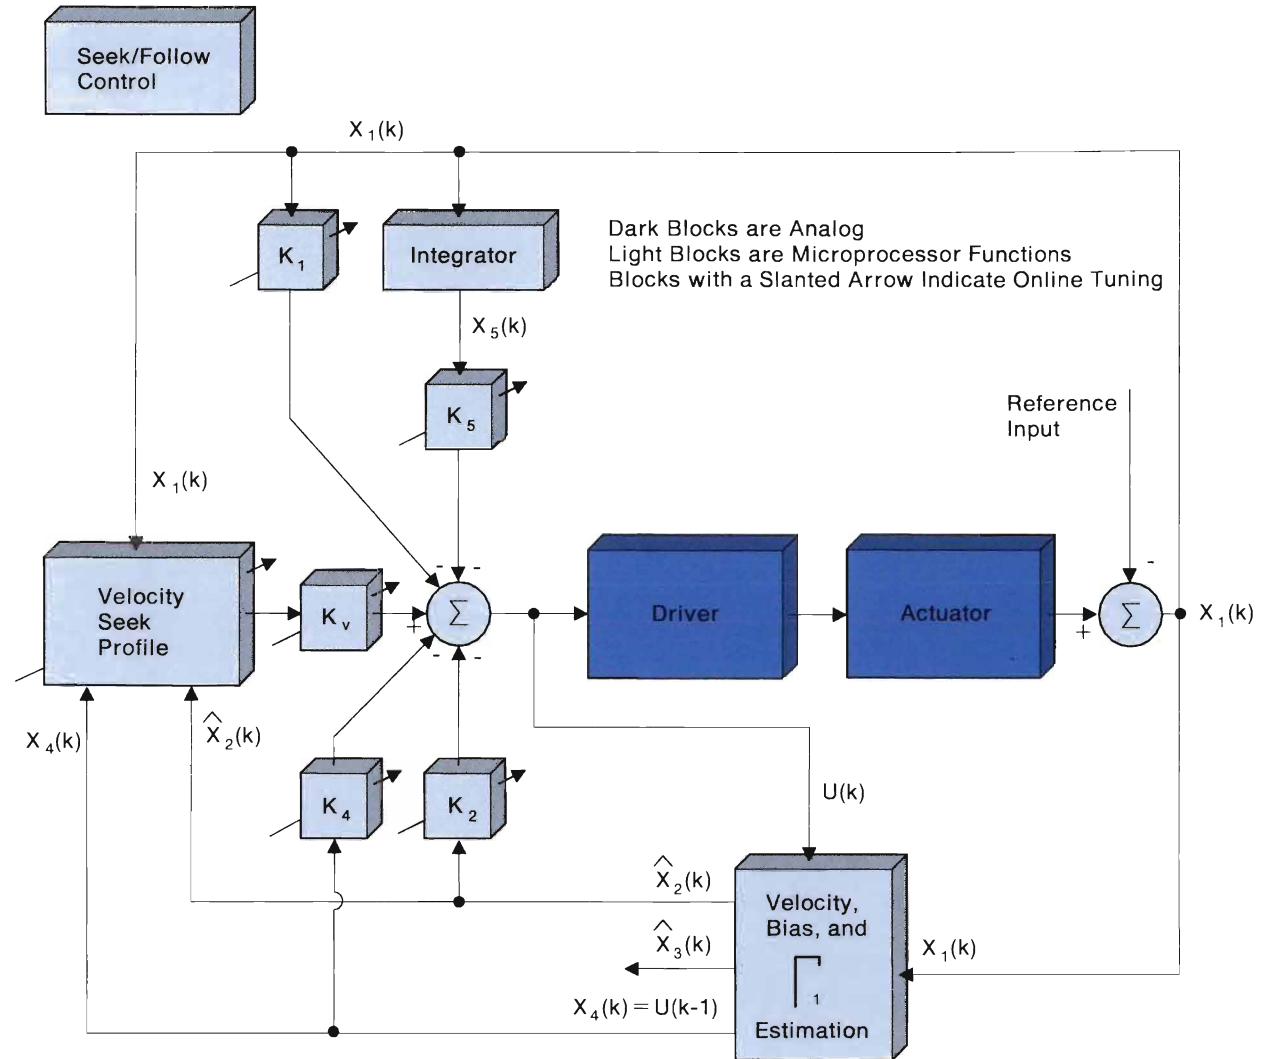 Seek/Follow
Control
X1(k)
K1
Integrator
Dark Blocks are Analog
Light Blocks are Microprocessor Functions
Blocks with a Slanted Arrow Indicate Online Tuning
X5(k)
K5
Reference
Input
X1(k)
-
-
-
Velocity
Seek
Profile
Kv
+
Σ
Driver
Actuator
+
Σ
X1(k)
-
-
X4(k)
X̂2(k)
K4
K2
U(k)
X̂2(k)
Velocity,
Bias, and
Γ1
Estimation
X̂3(k)
X1(k)
X4(k)=U(k-1)